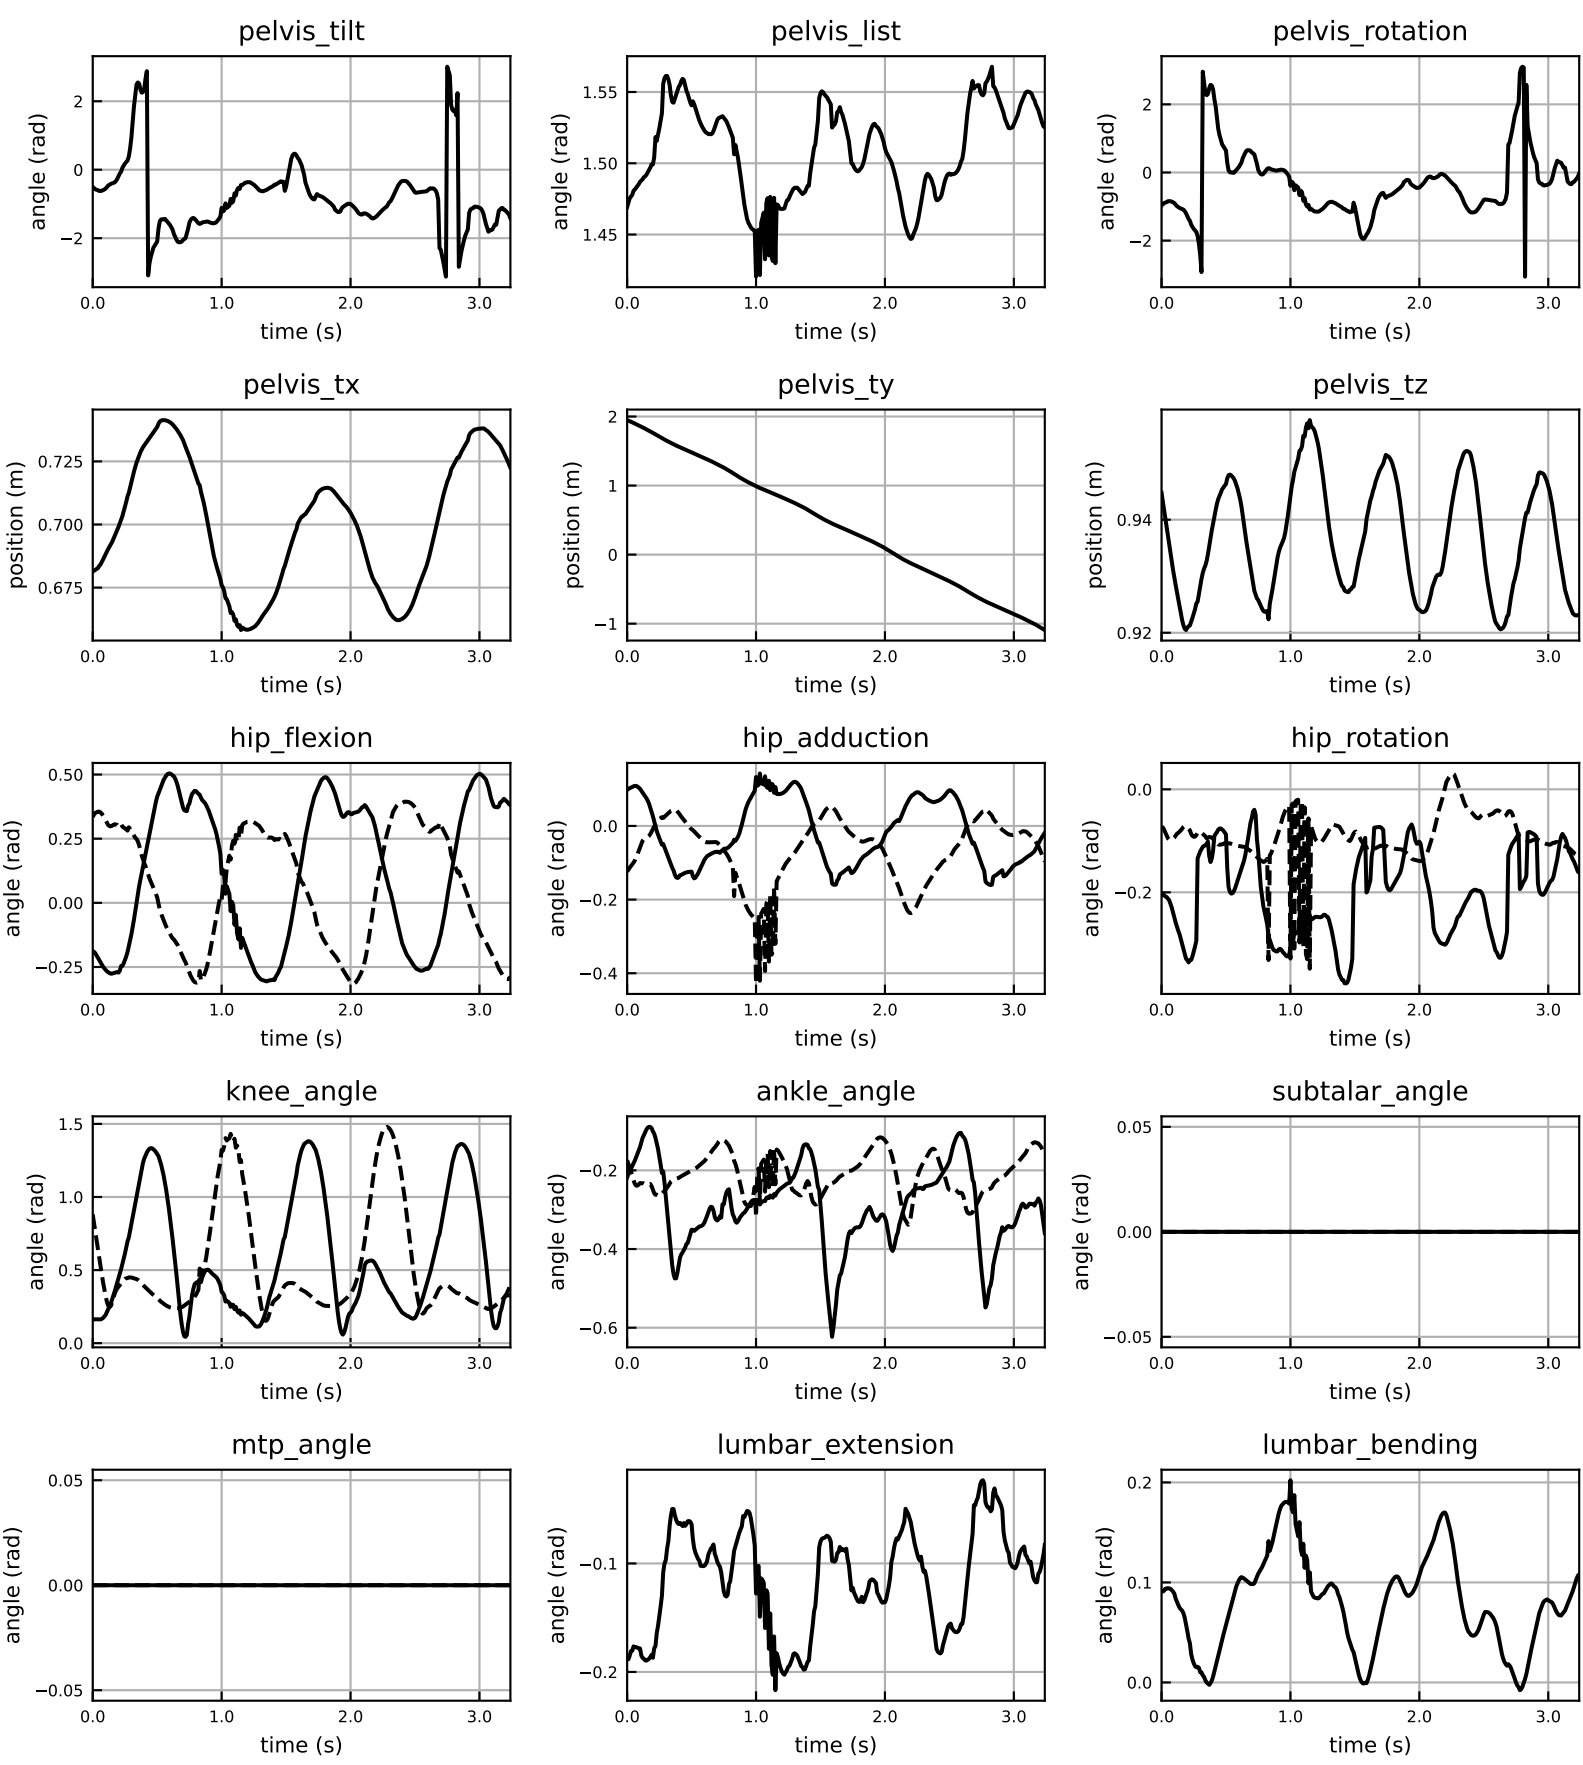 pelvis_tilt pelvis_list pelvis_rotation
angle (rad) 2 0 −2 angle (rad) 1.55 1.50 1.45 angle (rad) 2 0 −2
0.0 1.0 2.0 3.0 0.0 1.0 2.0 3.0 0.0 1.0 2.0 3.0
time (s) time (s) time (s)
pelvis_tx pelvis_ty pelvis_tz
position (m) 0.725 0.700 0.675 position (m) 2 1 0 −1 position (m) 0.94 0.92
0.0 1.0 2.0 3.0 0.0 1.0 2.0 3.0 0.0 1.0 2.0 3.0
time (s) time (s) time (s)
hip_flexion hip_adduction hip_rotation
angle (rad) 0.50 0.25 0.00 −0.25 angle (rad) 0.0 −0.2 −0.4 angle (rad) 0.0 −0.2
0.0 1.0 2.0 3.0 0.0 1.0 2.0 3.0 0.0 1.0 2.0 3.0
time (s) time (s) time (s)
knee_angle ankle_angle subtalar_angle
angle (rad) 1.5 1.0 0.5 0.0 angle (rad) −0.2 −0.4 −0.6 angle (rad) 0.05 0.00 −0.05
0.0 1.0 2.0 3.0 0.0 1.0 2.0 3.0 0.0 1.0 2.0 3.0
time (s) time (s) time (s)
mtp_angle lumbar_extension lumbar_bending
angle (rad) 0.05 0.00 −0.05 angle (rad) −0.1 −0.2 angle (rad) 0.2 0.1 0.0
0.0 1.0 2.0 3.0 0.0 1.0 2.0 3.0 0.0 1.0 2.0 3.0
time (s) time (s) time (s)